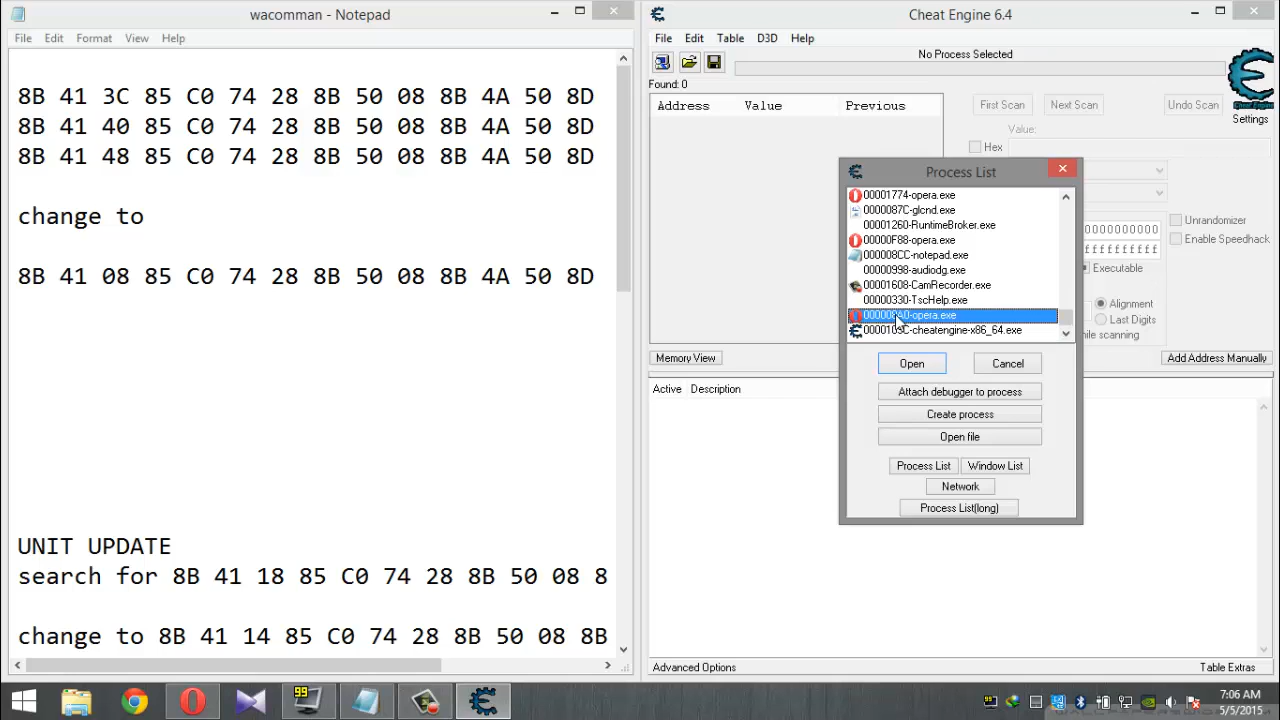 wacomman - Notepad
File Edit Format View Help
8B 41 3C 85 C0 74 28 8B 50 08 8B 4A 50 8D
8B 41 40 85 C0 74 28 8B 50 08 8B 4A 50 8D
8B 41 48 85 C0 74 28 8B 50 08 8B 4A 50 8D
change to
8B 41 08 85 C0 74 28 8B 50 08 8B 4A 50 8D
UNIT UPDATE
search for 8B 41 18 85 C0 74 28 8B 50 08 8
change to 8B 41 14 85 C0 74 28 8B 50 08 8B
Cheat Engine 6.4
File Edit Table D3D Help
No Process Selected
Found: 0
Address Value Previous
First Scan Next Scan Undo Scan
Cheat Engine
Settings
Value:
Hex
Process List
00001774-opera.exe
0000087C-glcnd.exe
00001260-RuntimeBroker.exe
00000F88-opera.exe
000008CC-notepad.exe
00000998-audiodg.exe
00001608-CamRecorder.exe
00000330-TscHelp.exe
-opera.exe
-cheatengine-x86_64.exe
Open Cancel
Attach debugger to process
Create process
Open file
Process List Window List
Network
Process List(long)
0000000000
Unrandomizer
ffffffffff
Enable Speedhack
Executable
Alignment
Last Digits
while scanning
Memory View
Add Address Manually
Active Description
Advanced Options
Table Extras
99
7:06 AM
5/5/2015